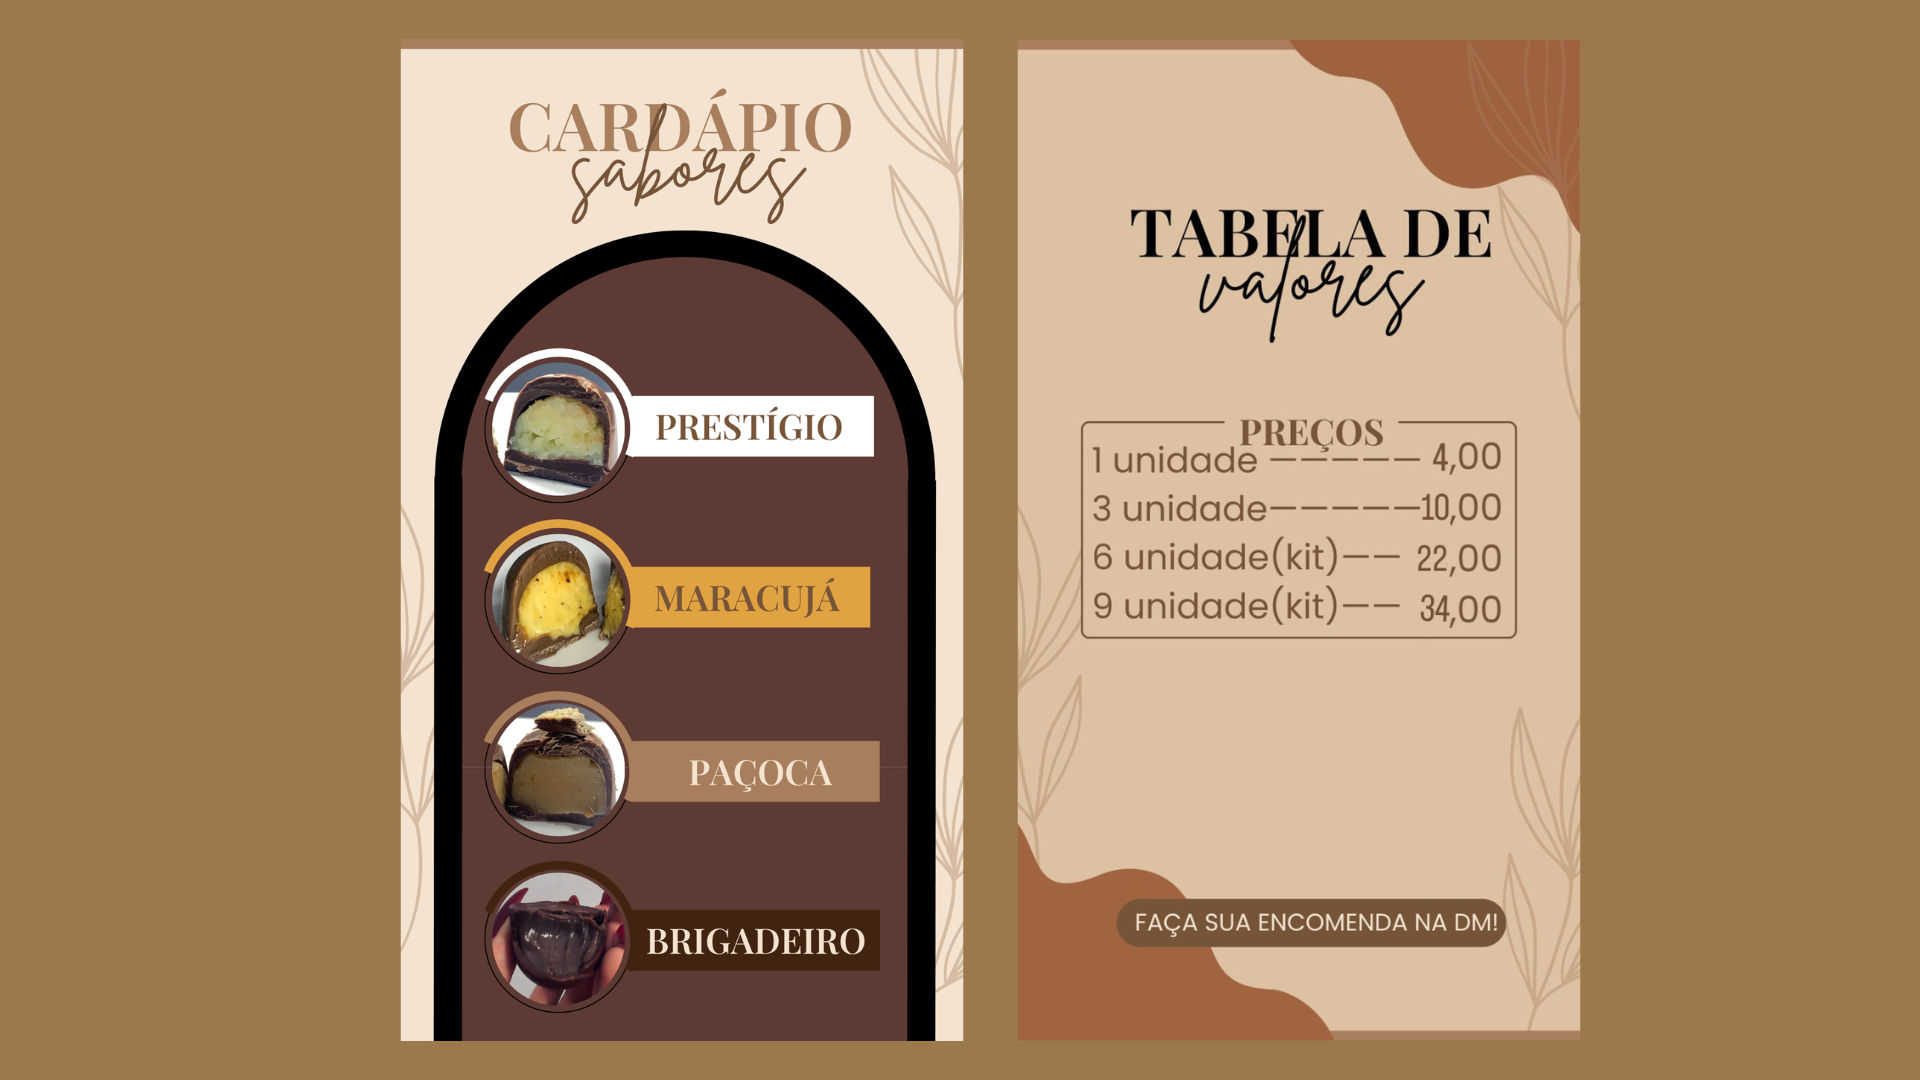 CARDÁPIO
sabores
PRESTÍGIO
MARACUJÁ
PAÇOCA
BRIGADEIRO
TABELA DE
valores
PREÇOS
1 unidade ————— 4,00
3 unidade—————10,00
6 unidade(kit)—— 22,00
9 unidade(kit)—— 34,00
FAÇA SUA ENCOMENDA NA DM!